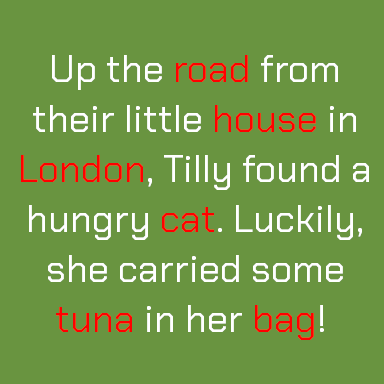 Up the road from
their little house in
London, Tilly found a
hungry cat. Luckily,
she carried some
tuna in her bag!